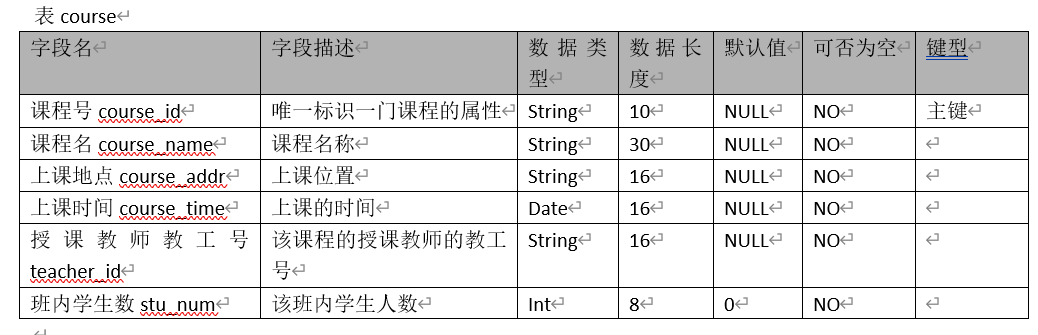 表 course
字段名 字段描述 数据类型 数据长度 默认值 可否为空 键型
课程号 course_id 唯一标识一门课程的属性 String 10 NULL NO 主键
课程名 course_name 课程名称 String 30 NULL NO
上课地点 course_addr 上课位置 String 16 NULL NO
上课时间 course_time 上课的时间 Date 16 NULL NO
授课教师教工号 teacher_id 该课程的授课教师的教工号 String 16 NULL NO
班内学生数 stu_num 该班内学生人数 Int 8 0 NO